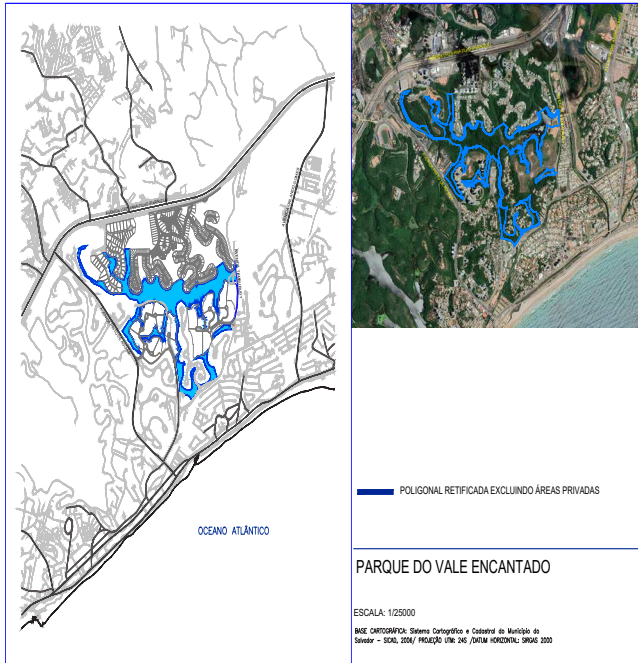 OCEANO ATLÂNTICO
POLIGONAL RETIFICADA EXCLUINDO ÁREAS PRIVADAS
PARQUE DO VALE ENCANTADO
ESCALA: 1/25000
BASE CARTOGRÁFICA: Sistema Cartográfico e Cadastral do Município do
Salvador - SICAD, 2006/ PROJEÇÃO UTM: 24S /DATUM HORIZONTAL: SIRGAS 2000